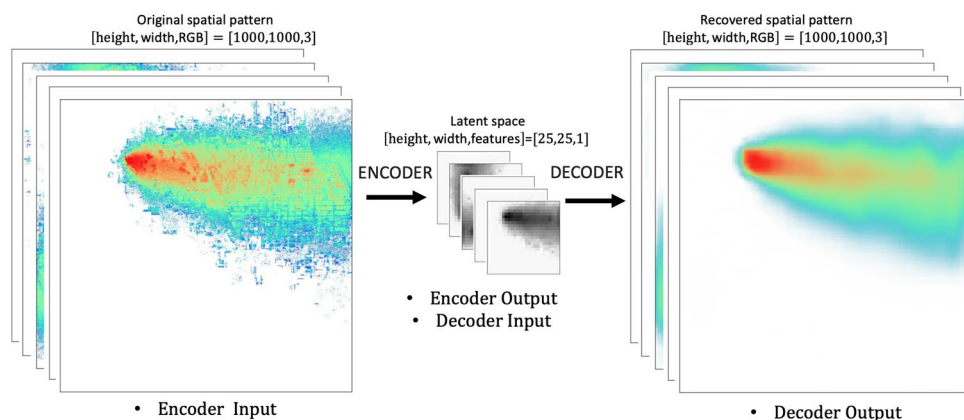 Original spatial pattern
[height, width,RGB] = [1000,1000,3]
Recovered spatial pattern
[height, width,RGB] = [1000,1000,3]
Latent space
[height, width,features]=[25,25,1]
ENCODER
DECODER
• Encoder Output
• Decoder Input
• Encoder Input
• Decoder Output